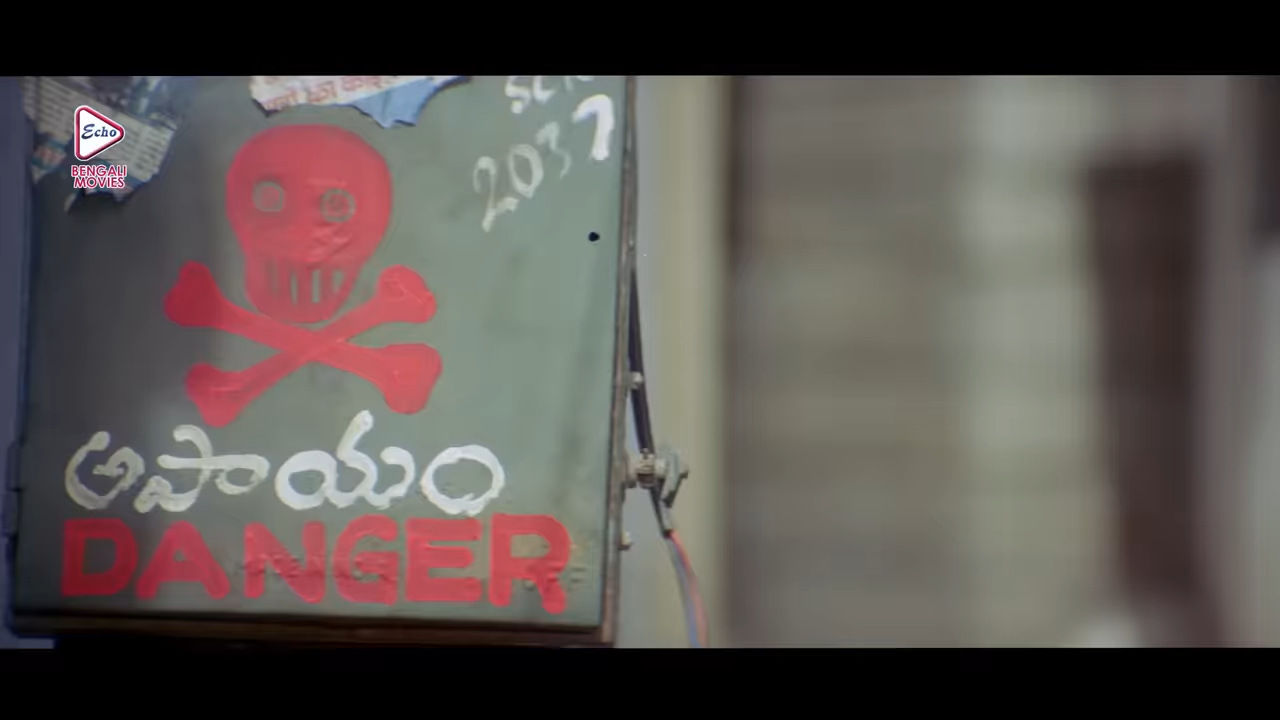 Echo
BENGALI
MOVIES
2037
అపాయం
DANGER